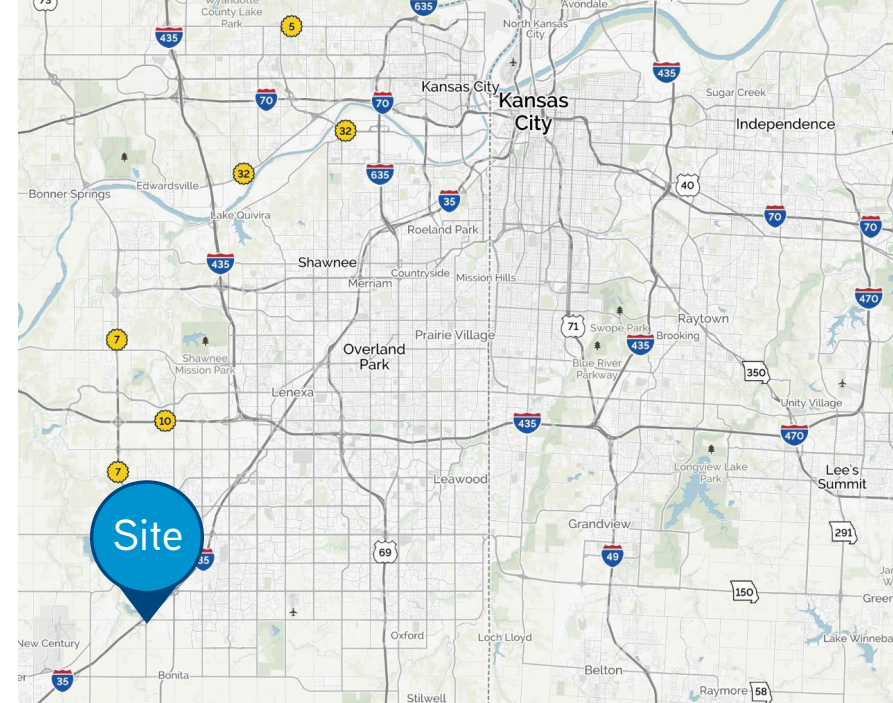 73
Wyandotte
County Lake
Park
5
635
Avondale
North Kansas
City
435
435
70
70
Kansas City
Kansas
City
Sugar Creek
Independence
32
32
635
40
Bonner Springs
Edwardsville
Lake Quivira
35
Roeland Park
70
70
435
Shawnee
Merriam
Countryside
Mission Hills
470
7
Shawnee
Mission Park
Overland
Park
Prairie Village
71
Swope Park
435
Brooking
Raytown
Blue River
Parkway
350
Lenexa
Unity Village
10
435
470
7
Leawood
Longview Lake
Park
Lee's
Summit
Site
35
69
Grandview
49
291
150
Lake Winneba
New Century
Oxford
Loch Lloyd
Belton
35
Bonita
Stilwell
Raymore
58